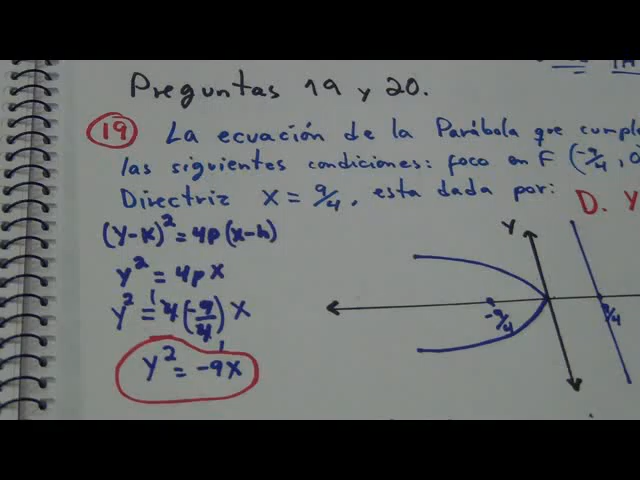 Preguntas 19 y 20.
19 La ecuación de la Parábola que cumple
las siguientes condiciones: foco en F (-9/4, 0
Directriz X = 9/4, esta dada por: D. Y
(y-k)² = 4p(x-h)
y² = 4px
y² = 4(-9/4)x
y² = -9x
Y
-9/4
9/4